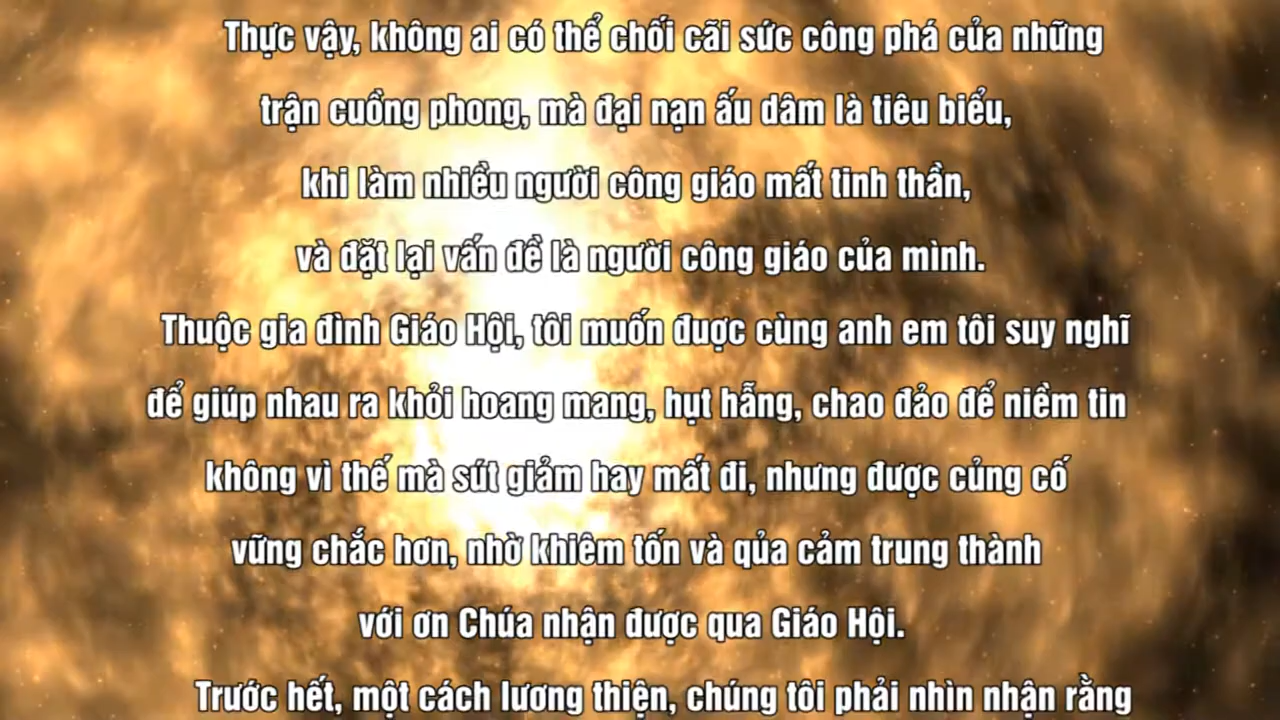 Thực vậy, không ai có thể chối cãi sức công phá của những
trận cuồng phong, mà đại nạn ấu dâm là tiêu biểu,
khi làm nhiều người công giáo mất tinh thần,
và đặt lại vấn đề là người công giáo của mình.
Thuộc gia đình Giáo Hội, tôi muốn đuợc cùng anh em tôi suy nghĩ
để giúp nhau ra khỏi hoang mang, hụt hẫng, chao đảo để niềm tin
không vì thế mà sút giảm hay mất đi, nhưng được củng cố
vững chắc hơn, nhờ khiêm tốn và qủa cảm trung thành
với ơn Chúa nhận được qua Giáo Hội.
Trước hết, một cách lương thiện, chúng tôi phải nhìn nhận rằng